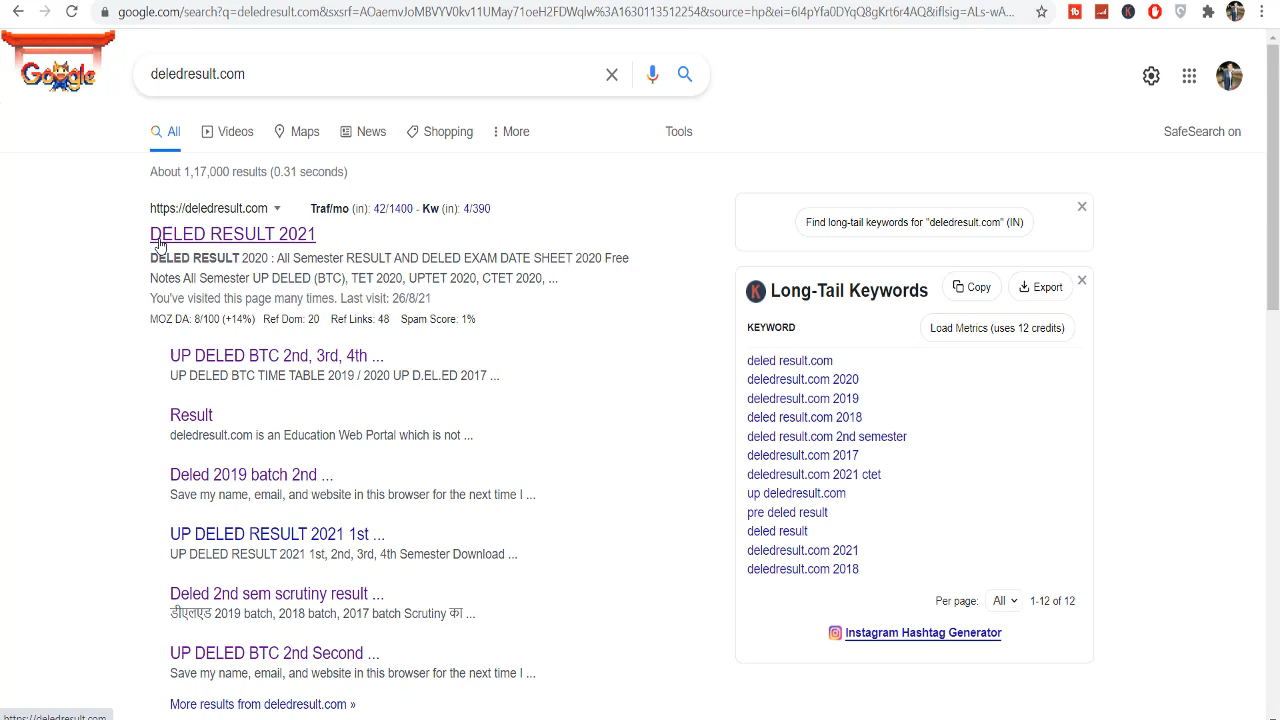 google.com/search?q=deledresult.com&sxsrf=AOaemvJoMBVYV0kv11UMay71oeH2FDWqlw%3A1630113512254&source=hp&ei=6I4pYfa0DYqQ&gKrt6r4AQ&iflsig=ALs-wA...
Google
deledresult.com
All
Videos
Maps
News
Shopping
More
Tools
SafeSearch on
About 1,17,000 results (0.31 seconds)
https://deledresult.com
Traf/mo (in): 42/1400 - Kw (in): 4/390
DELED RESULT 2021
DELED RESULT 2020 : All Semester RESULT AND DELED EXAM DATE SHEET 2020 Free
Notes All Semester UP DELED (BTC), TET 2020, UPTET 2020, CTET 2020, ...
You've visited this page many times. Last visit: 26/8/21
MOZ DA: 8/100 (+14%) Ref Dom: 20 Ref Links: 48 Spam Score: 1%
UP DELED BTC 2nd, 3rd, 4th ...
UP DELED BTC TIME TABLE 2019 / 2020 UP D.EL.ED 2017 ...
Result
deledresult.com is an Education Web Portal which is not ...
Deled 2019 batch 2nd ...
Save my name, email, and website in this browser for the next time I ...
UP DELED RESULT 2021 1st ...
UP DELED RESULT 2021 1st, 2nd, 3rd, 4th Semester Download ...
Deled 2nd sem scrutiny result ...
डीएलएड 2019 batch, 2018 batch, 2017 batch Scrutiny का ...
UP DELED BTC 2nd Second ...
Save my name, email, and website in this browser for the next time I ...
More results from deledresult.com »
Find long-tail keywords for "deledresult.com" (IN)
K Long-Tail Keywords
Copy
Export
KEYWORD
Load Metrics (uses 12 credits)
deled result.com
deledresult.com 2020
deledresult.com 2019
deled result.com 2018
deled result.com 2nd semester
deledresult.com 2017
deledresult.com 2021 ctet
up deledresult.com
pre deled result
deled result
deledresult.com 2021
deledresult.com 2018
Per page: All 1-12 of 12
Instagram Hashtag Generator
https://deledresult.com